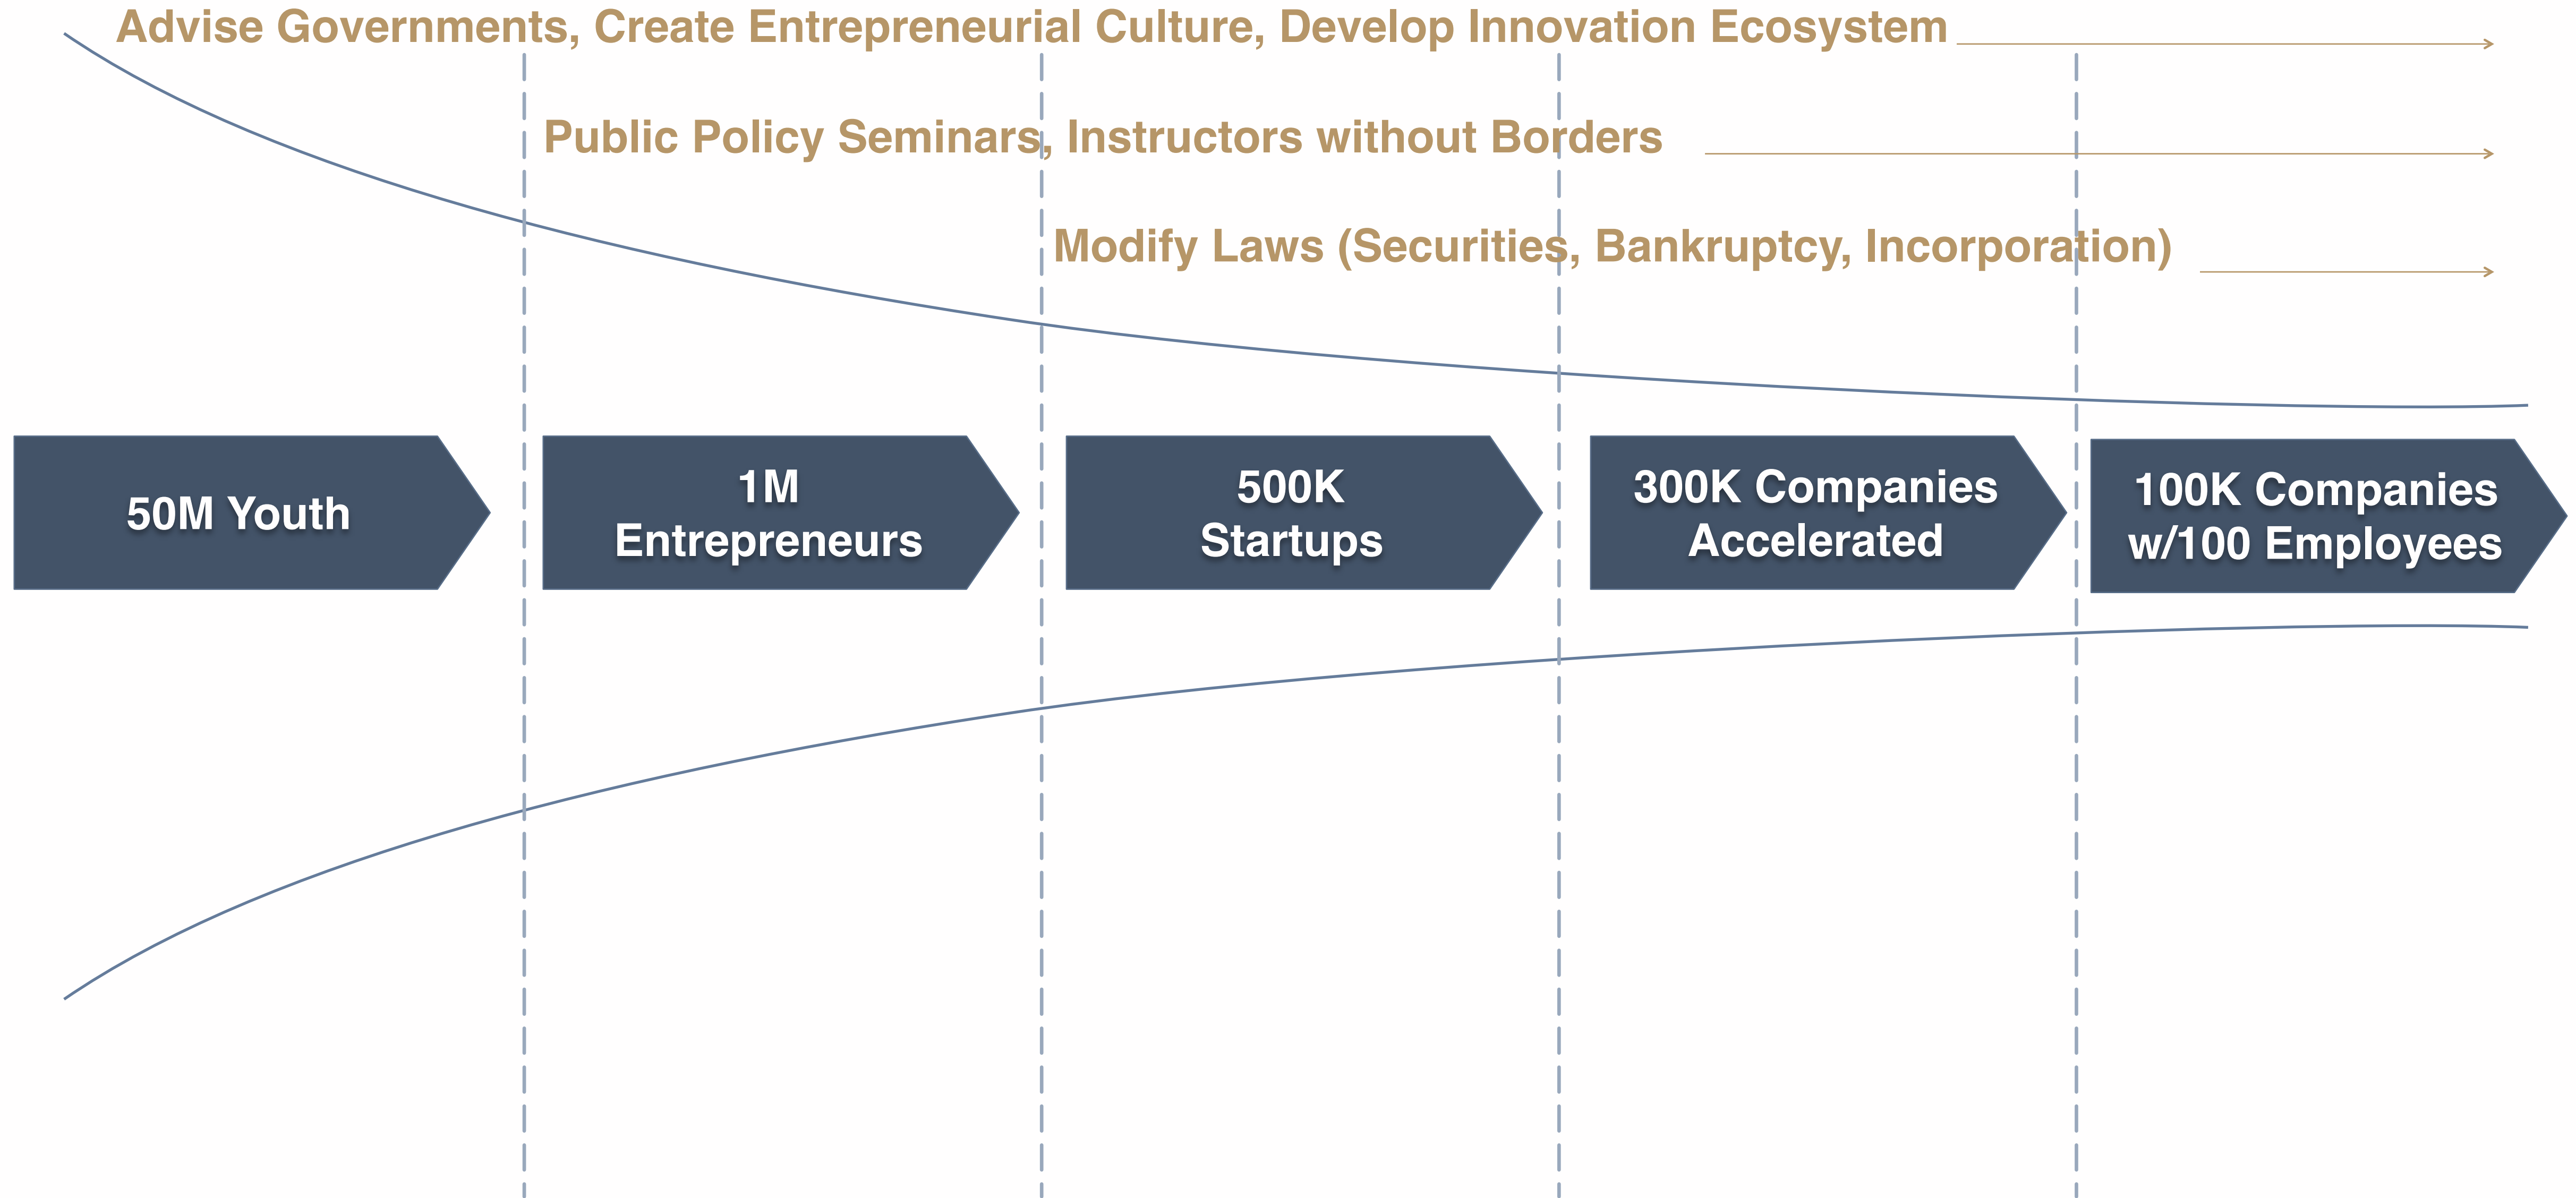 Advise Governments, Create Entrepreneurial Culture, Develop Innovation Ecosystem
Public Policy Seminars, Instructors without Borders
Modify Laws (Securities, Bankruptcy, Incorporation)
50M Youth
1M
Entrepreneurs
500K
Startups
300K Companies
Accelerated
100K Companies
w/100 Employees